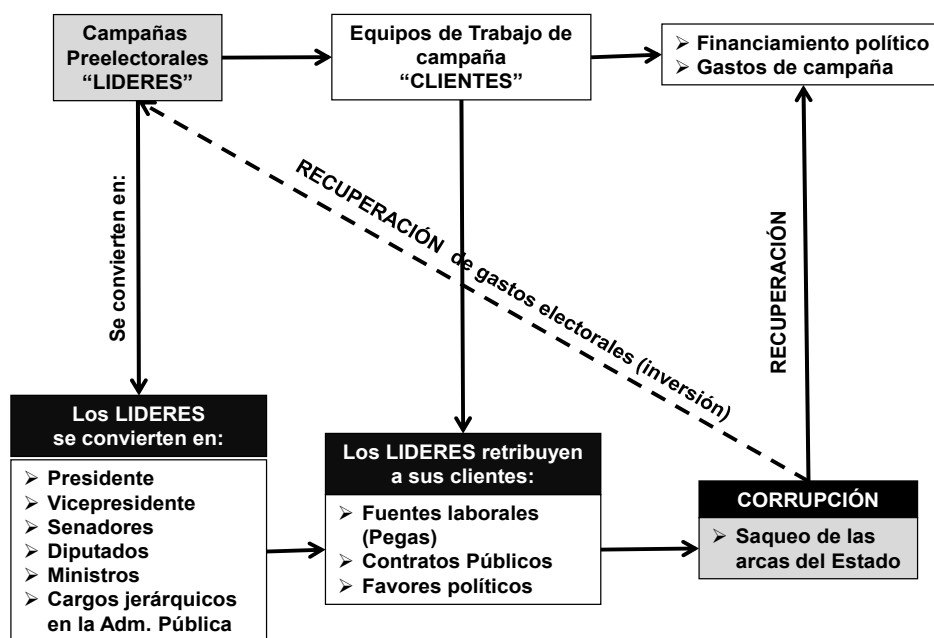 Campañas
Preelectorales
“LIDERES”
Equipos de Trabajo de
campaña
“CLIENTES”
➢ Financiamiento político
➢ Gastos de campaña
Se convierten en:
RECUPERACIÓN de gastos electorales (inversión)
RECUPERACIÓN
Los LIDERES
se convierten en:
➢ Presidente
➢ Vicepresidente
➢ Senadores
➢ Diputados
➢ Ministros
➢ Cargos jerárquicos
en la Adm. Pública
Los LIDERES retribuyen
a sus clientes:
➢ Fuentes laborales
(Pegas)
➢ Contratos Públicos
➢ Favores políticos
CORRUPCIÓN
➢ Saqueo de las
arcas del Estado